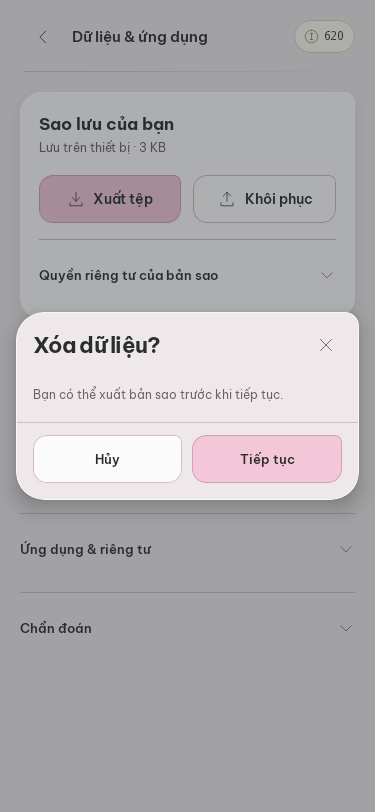 Dữ liệu & ứng dụng
620
Sao lưu của bạn
Lưu trên thiết bị · 3 KB
Xuất tệp
Khôi phục
Quyền riêng tư của bản sao
Xóa dữ liệu?
Bạn có thể xuất bản sao trước khi tiếp tục.
Hủy
Tiếp tục
Ứng dụng & riêng tư
Chẩn đoán